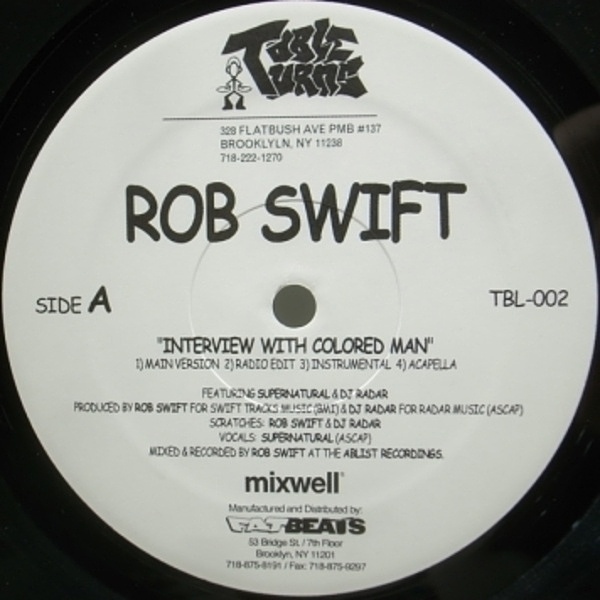 TABLE
TURNS
328 FLATBUSH AVE PMB #137
BROOKLYLN, NY 11238
718-222-1270
ROB SWIFT
SIDE A
TBL-002
"INTERVIEW WITH COLORED MAN"
1) MAIN VERSION 2) RADIO EDIT 3) INSTRUMENTAL 4) ACAPELLA
FEATURING SUPERNATURAL & DJ RADAR
PRODUCED BY ROB SWIFT FOR SWIFT TRACKS MUSIC (BMI) & DJ RADAR FOR RADAR MUSIC (ASCAP)
SCRATCHES: ROB SWIFT & DJ RADAR
VOCALS: SUPERNATURAL (ASCAP)
MIXED & RECORDED BY ROB SWIFT AT THE ABLIST RECORDINGS.
mixwell®
Manufactured and Distributed by:
FAT BEATS
53 Bridge St. / 7th Floor
Brooklyn, NY 11201
718-875-8191 / Fax: 718-875-9297